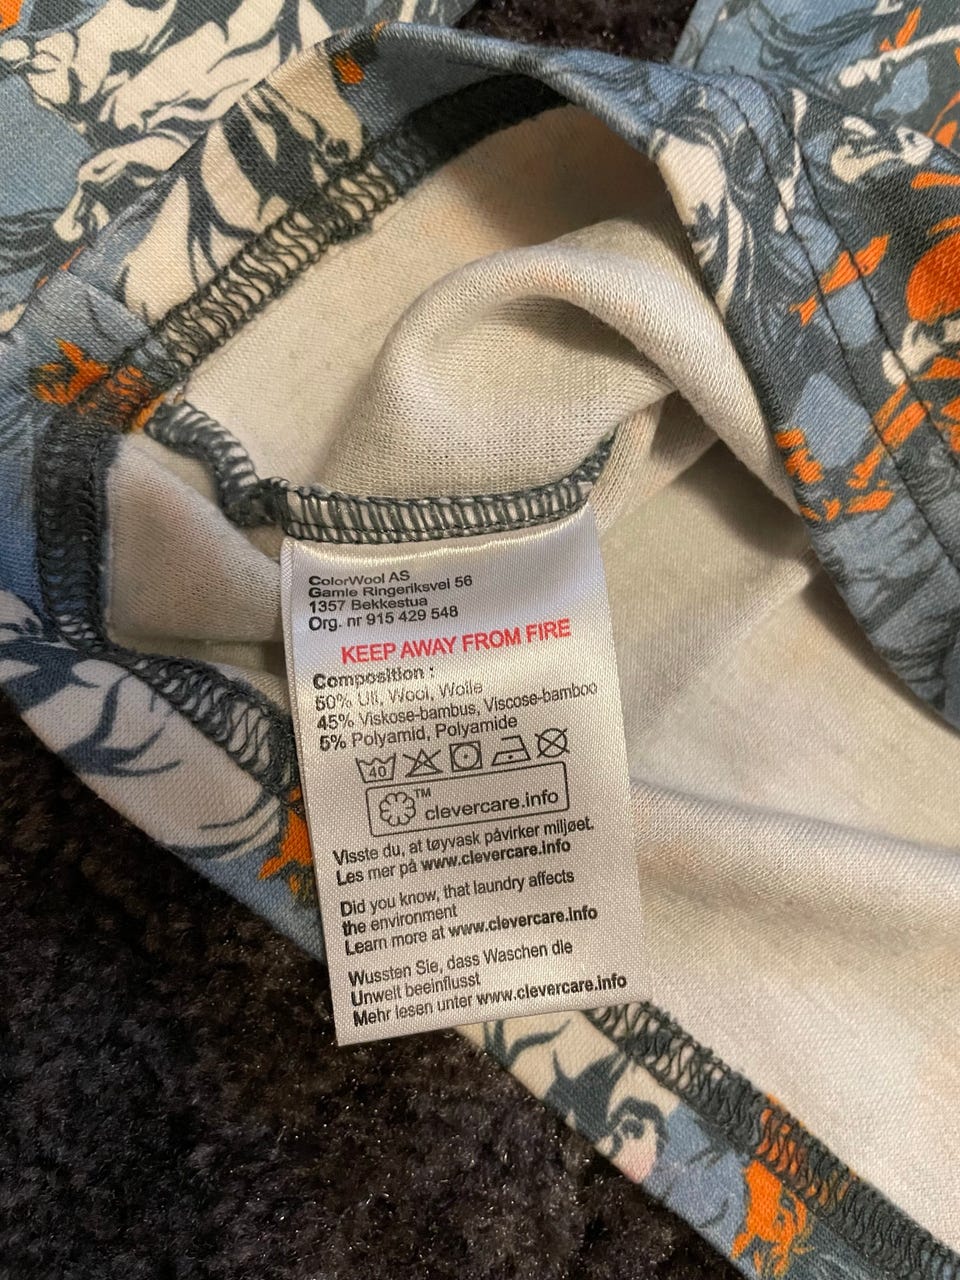 ColorWool AS
Gamle Ringeriksvei 56
1357 Bekkestua
Org. nr 915 429 548
KEEP AWAY FROM FIRE
Composition :
50% Ull, Wool, Wolle
45% Viskose-bambus, Viscose-bamboo
5% Polyamid, Polyamide
40
TM
clevercare.info
Visste du, at tøyvask påvirker miljøet.
Les mer på www.clevercare.info
Did you know, that laundry affects
the environment
Learn more at www.clevercare.info
Wussten Sie, dass Waschen die
Unwelt beeinflusst
Mehr lesen unter www.clevercare.info